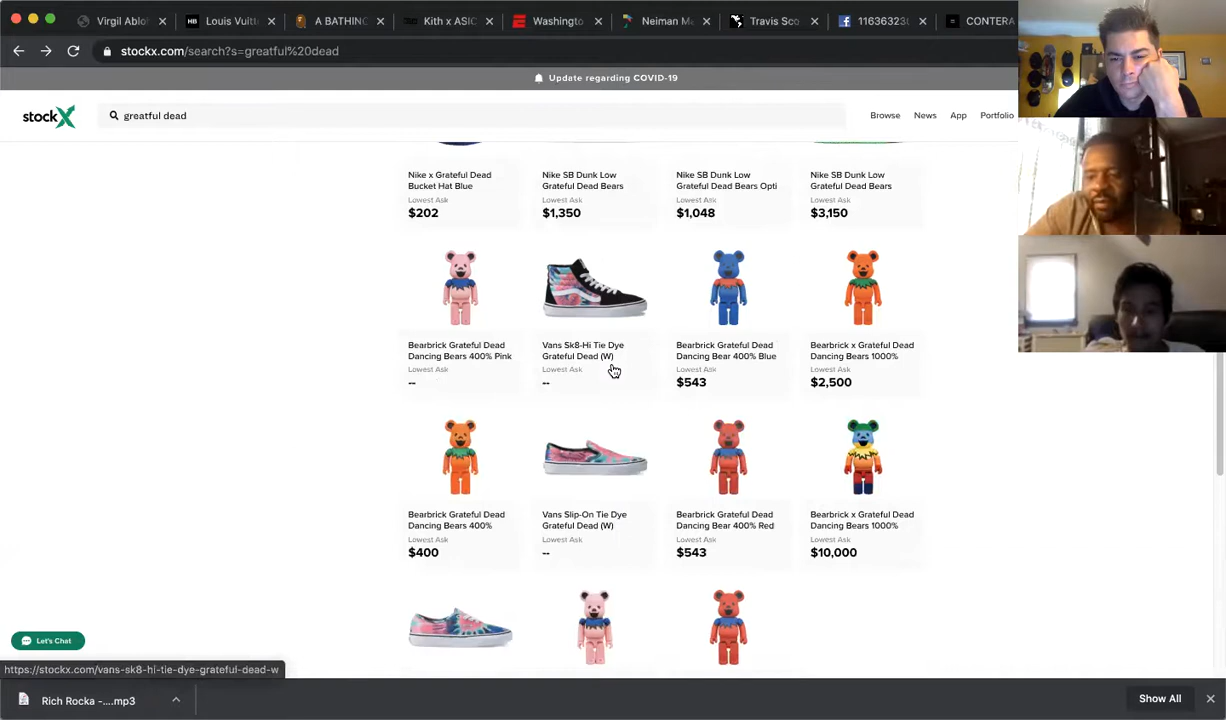 Virgil Abloh
Louis Vuitt
A BATHING
Kith x ASIC
Washingto
Neiman Ma
Travis Sco
11636323
CONTERA
stockx.com/search?s=greatful%20dead
Update regarding COVID-19
stockX
greatful dead
Browse News App Portfolio
Nike x Grateful Dead
Bucket Hat Blue
Lowest Ask
$202
Nike SB Dunk Low
Grateful Dead Bears
Lowest Ask
$1,350
Nike SB Dunk Low
Grateful Dead Bears Opti
Lowest Ask
$1,048
Nike SB Dunk Low
Grateful Dead Bears
Lowest Ask
$3,150
Bearbrick Grateful Dead
Dancing Bears 400% Pink
Lowest Ask
--
Vans Sk8-Hi Tie Dye
Grateful Dead (W)
Lowest Ask
--
Bearbrick Grateful Dead
Dancing Bear 400% Blue
Lowest Ask
$543
Bearbrick x Grateful Dead
Dancing Bears 1000%
Lowest Ask
$2,500
Bearbrick Grateful Dead
Dancing Bears 400%
Lowest Ask
$400
Vans Slip-On Tie Dye
Grateful Dead (W)
Lowest Ask
--
Bearbrick Grateful Dead
Dancing Bear 400% Red
Lowest Ask
$543
Bearbrick x Grateful Dead
Dancing Bears 1000%
Lowest Ask
$10,000
Let's Chat
https://stockx.com/vans-sk8-hi-tie-dye-grateful-dead-w
Rich Rocka -....mp3
Show All